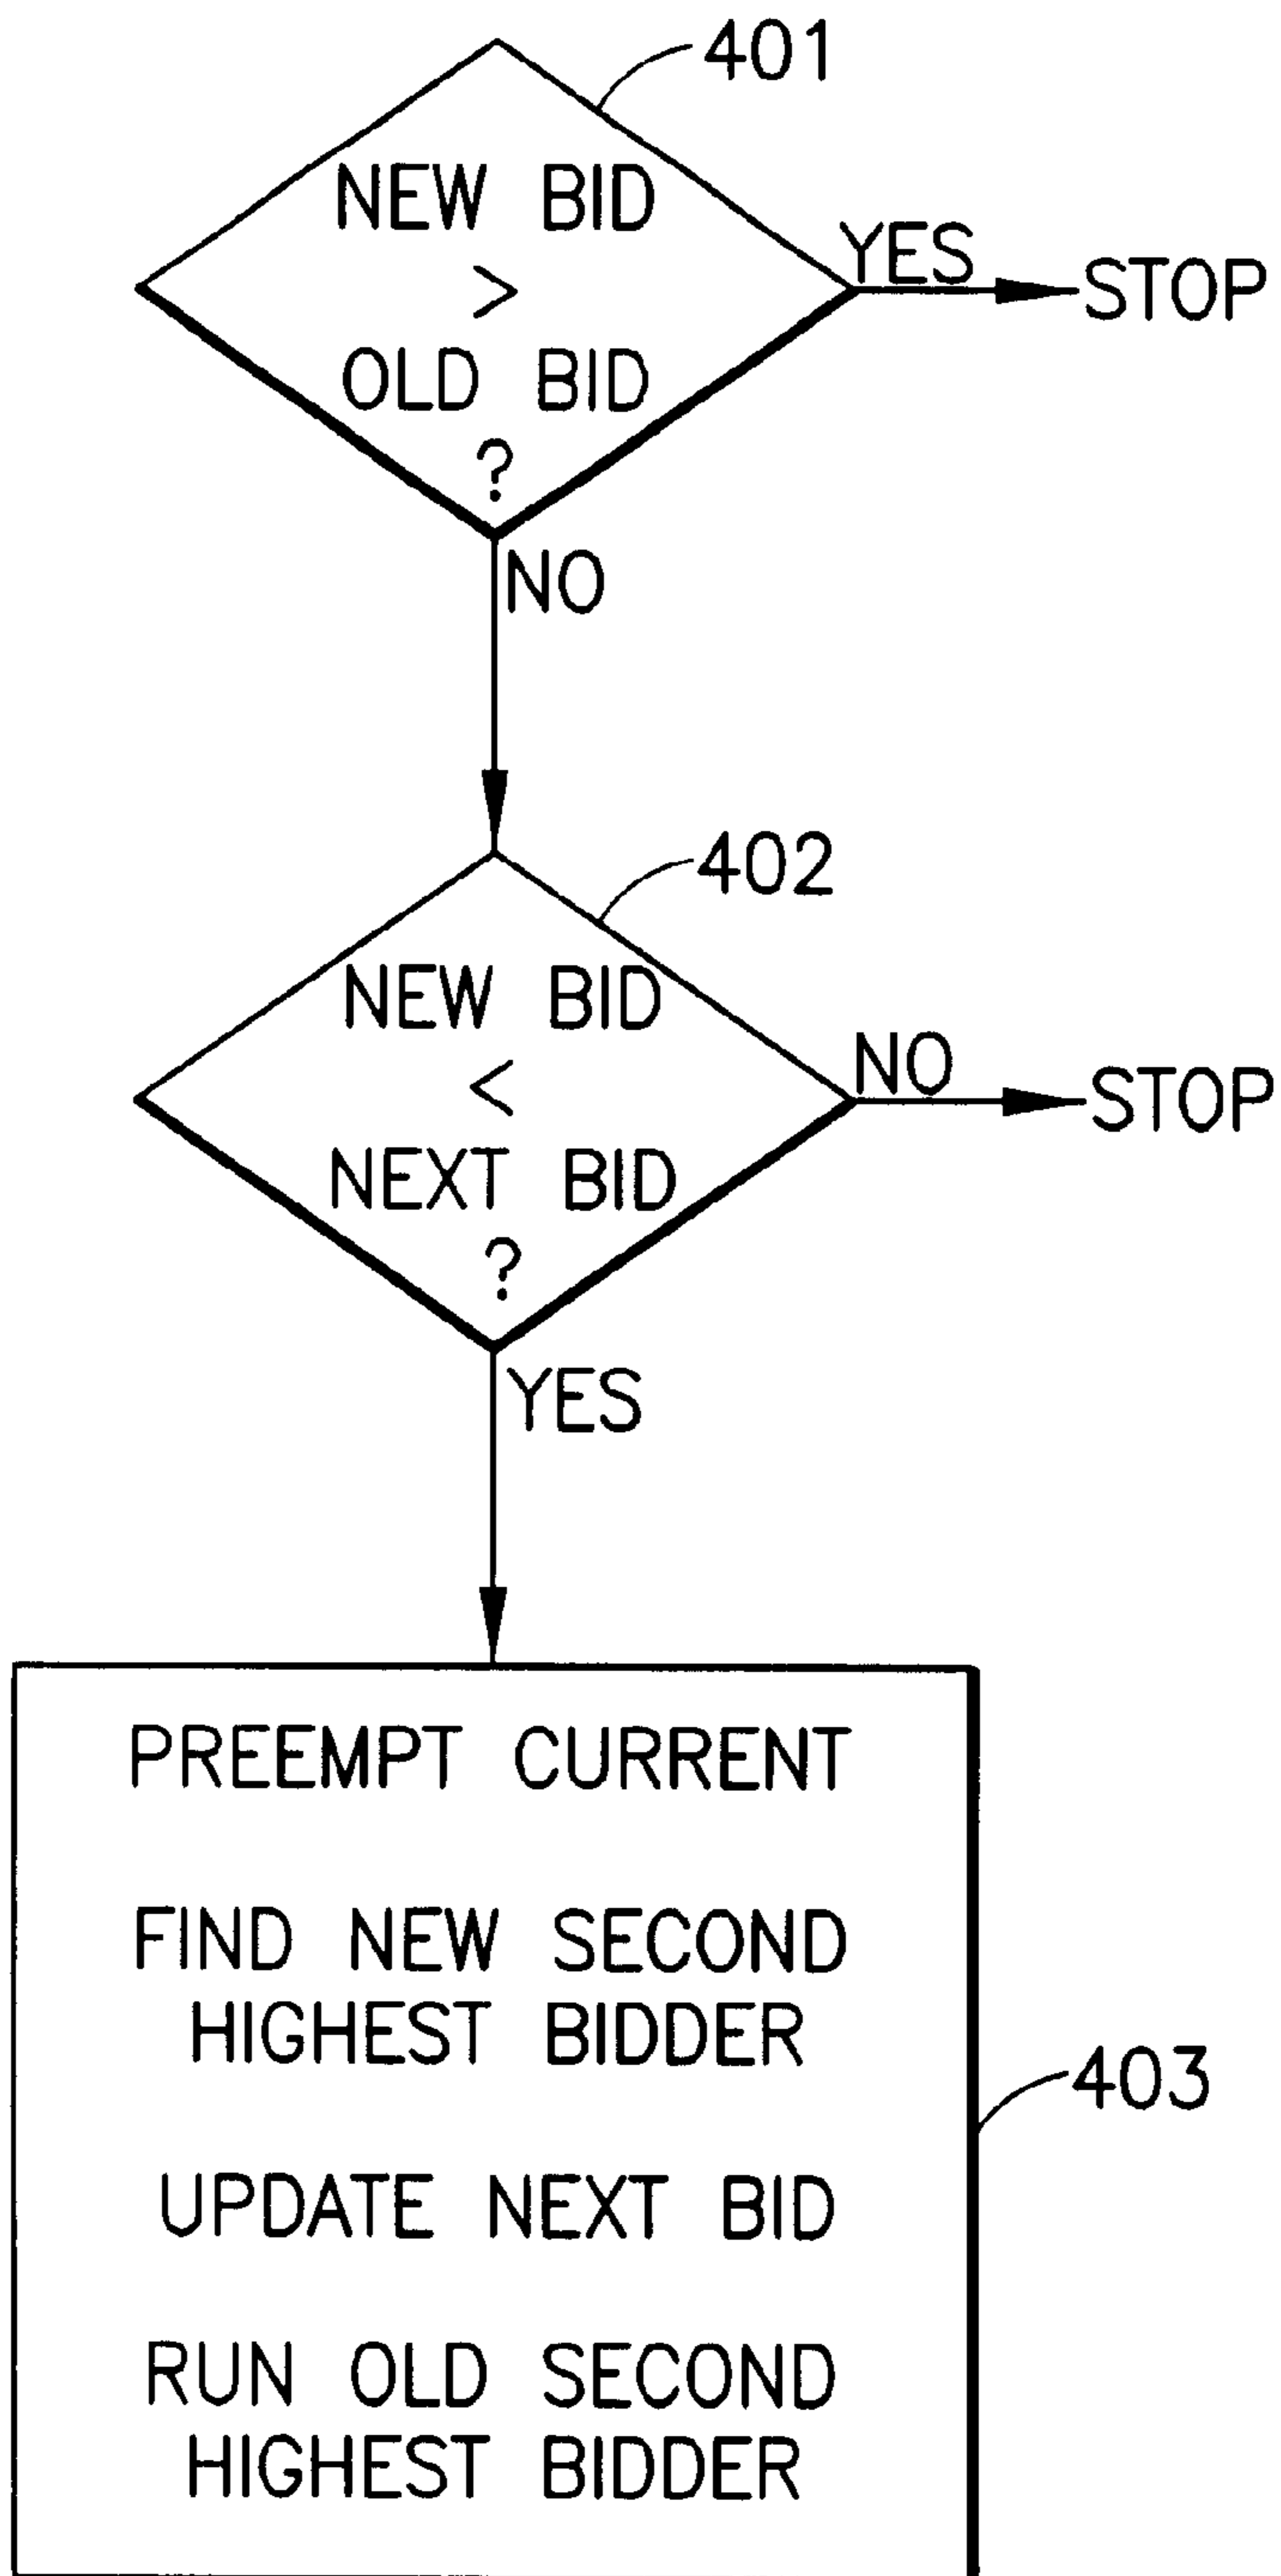 401
NEW BID
>
OLD BID
?
YES
STOP
NO
402
NEW BID
<
NEXT BID
?
NO
STOP
YES
PREEMPT CURRENT
FIND NEW SECOND
HIGHEST BIDDER
UPDATE NEXT BID
RUN OLD SECOND
HIGHEST BIDDER
403